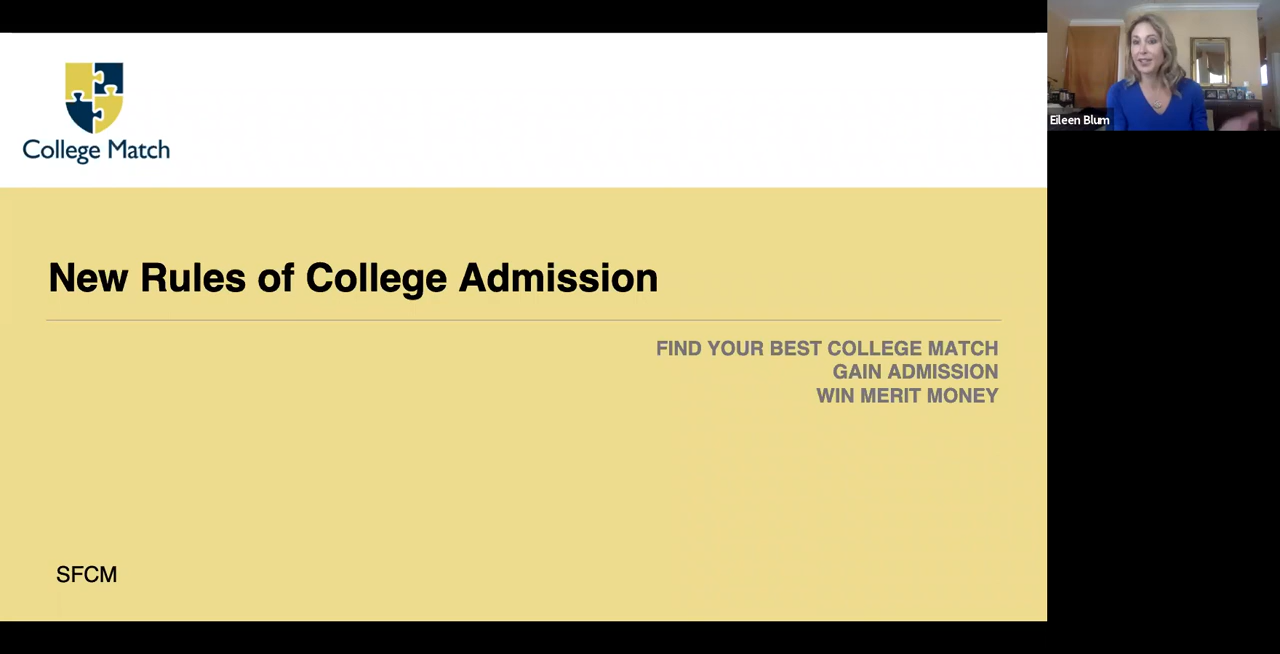 College Match
Eileen Blum
New Rules of College Admission
FIND YOUR BEST COLLEGE MATCH
GAIN ADMISSION
WIN MERIT MONEY
SFCM